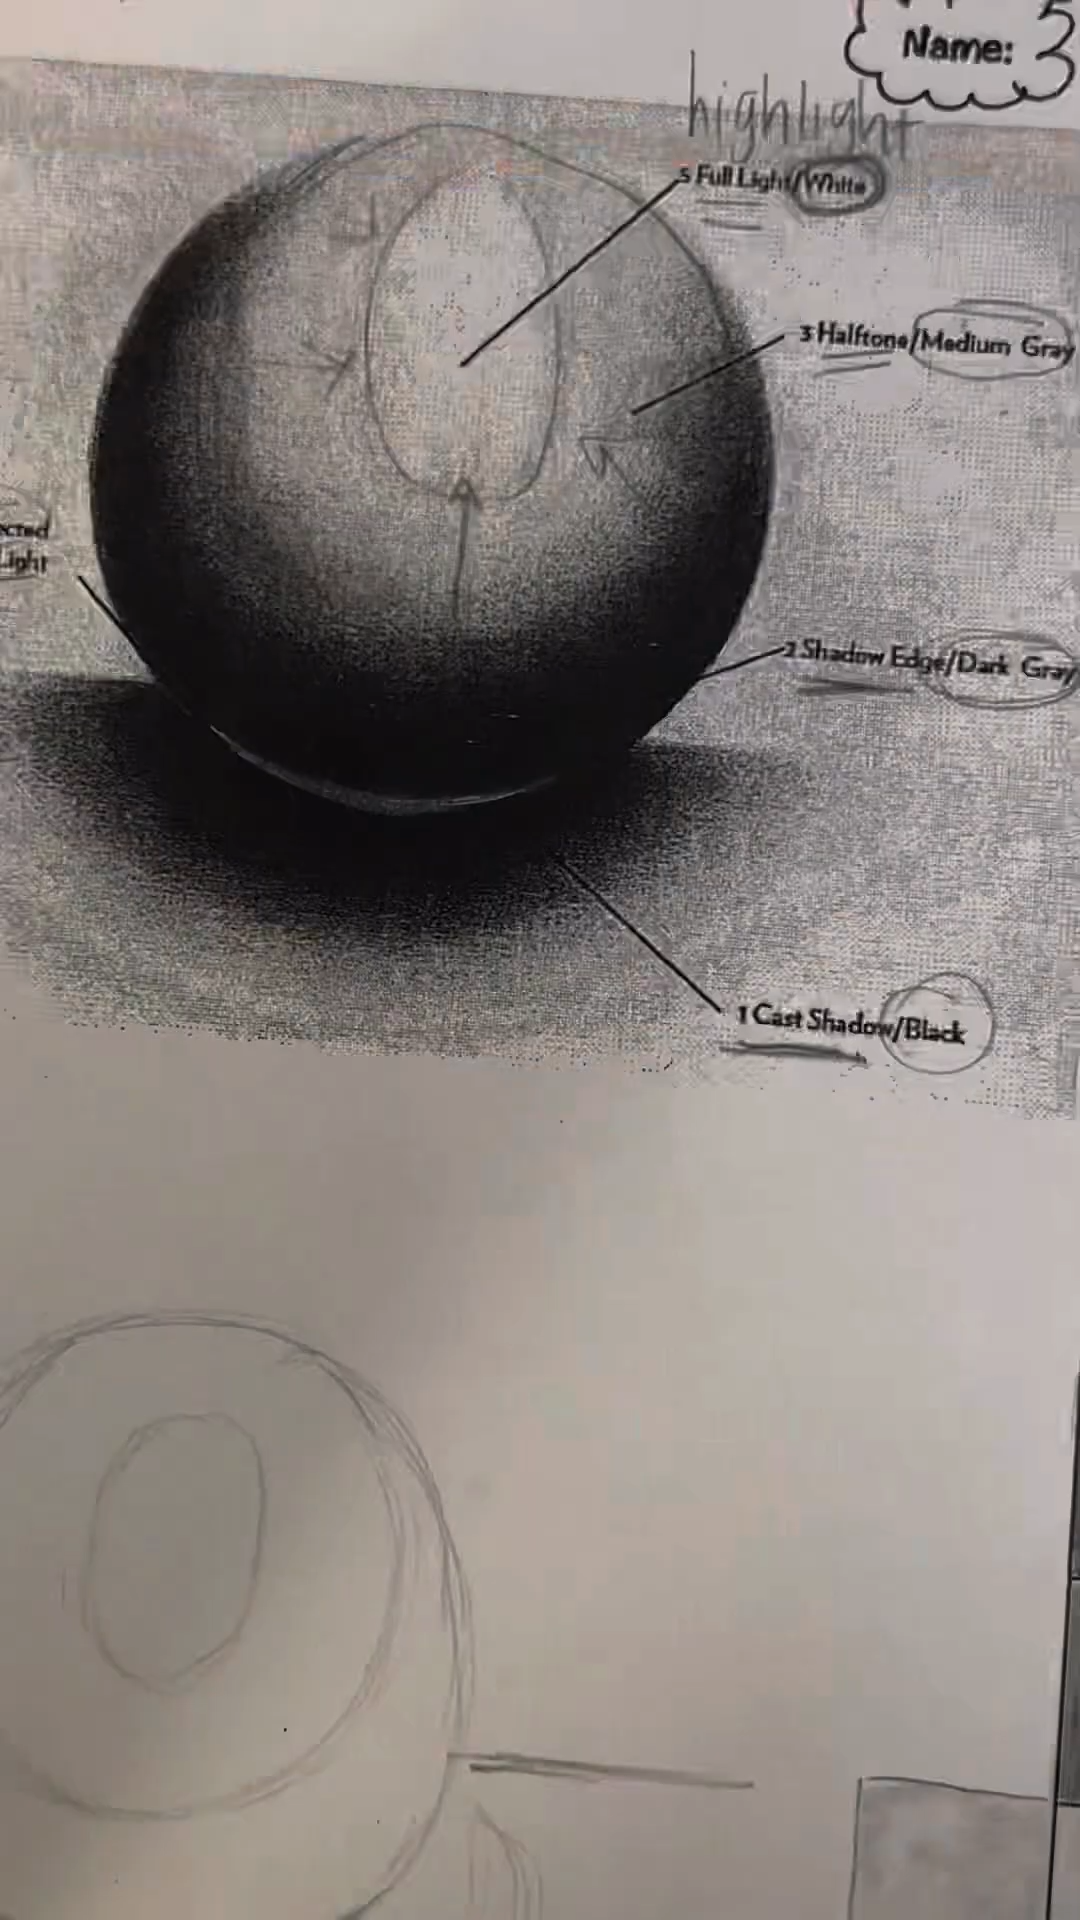 Name:
highlight
5 Full Light/White
3 Halftone/Medium Gray
Light
2 Shadow Edge/Dark Gray
1 Cast Shadow/Black